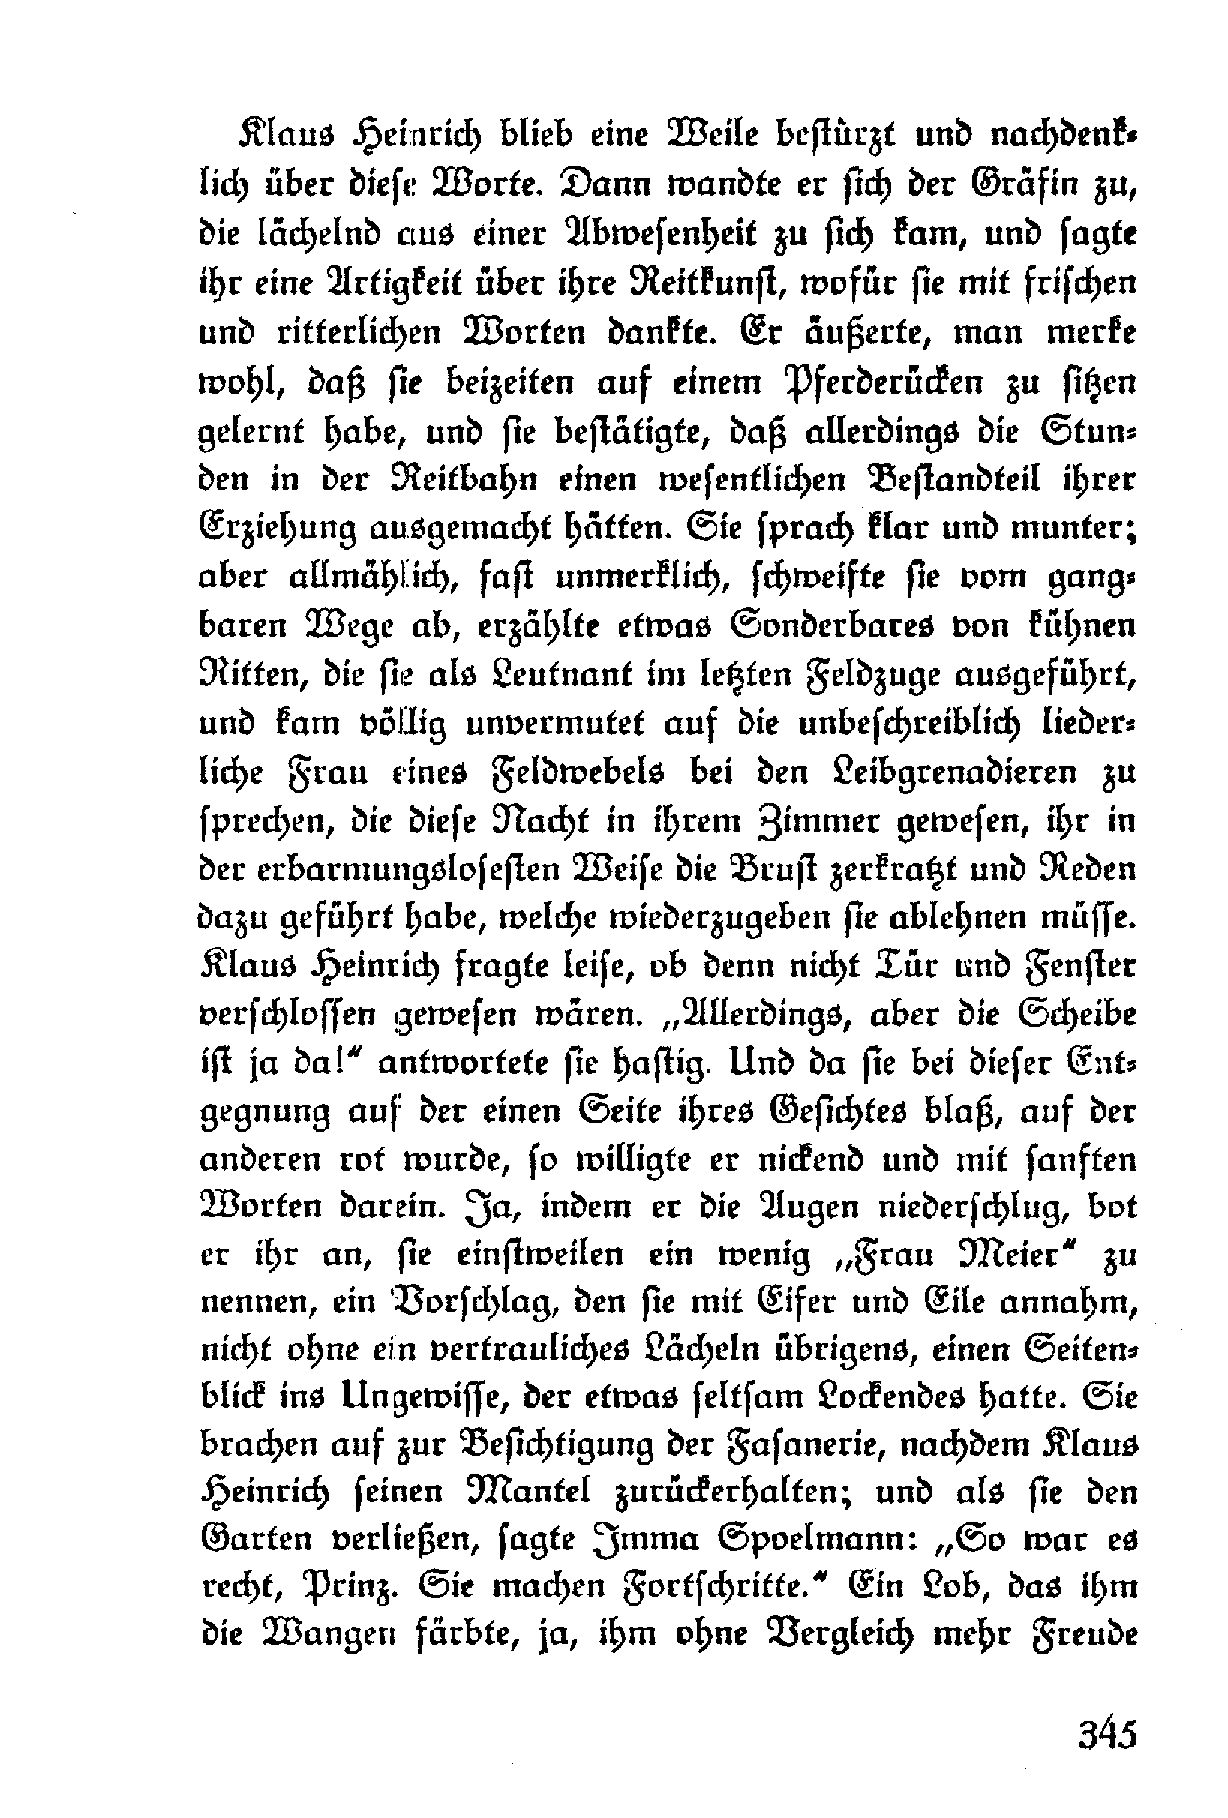 Klaus Heinrich blieb eine Weile bestürzt und nachdenk-
lich über diese Worte. Dann wandte er sich der Gräfin zu,
die lächelnd aus einer Abwesenheit zu sich kam, und sagte
ihr eine Artigkeit über ihre Reitkunst, wofür sie mit frischen
und ritterlichen Worten dankte. Er äußerte, man merke
wohl, daß sie beizeiten auf einem Pferderücken zu sitzen
gelernt habe, und sie bestätigte, daß allerdings die Stun-
den in der Reitbahn einen wesentlichen Bestandteil ihrer
Erziehung ausgemacht hätten. Sie sprach klar und munter;
aber allmählich, fast unmerklich, schweifte sie vom gang-
baren Wege ab, erzählte etwas Sonderbares von kühnen
Ritten, die sie als Leutnant im letzten Feldzuge ausgeführt,
und kam völlig unvermutet auf die unbeschreiblich lieder-
liche Frau eines Feldwebels bei den Leibgrenadieren zu
sprechen, die diese Nacht in ihrem Zimmer gewesen, ihr in
der erbarmungslosesten Weise die Brust zerkratzt und Reden
dazu geführt habe, welche wiederzugeben sie ablehnen müsse.
Klaus Heinrich fragte leise, ob denn nicht Tür und Fenster
verschlossen gewesen wären. „Allerdings, aber die Scheibe
ist ja da!“ antwortete sie hastig. Und da sie bei dieser Ent-
gegnung auf der einen Seite ihres Gesichtes blaß, auf der
anderen rot wurde, so willigte er nickend und mit sanften
Worten darein. Ja, indem er die Augen niederschlug, bot
er ihr an, sie einstweilen ein wenig „Frau Meier“ zu
nennen, ein Vorschlag, den sie mit Eifer und Eile annahm,
nicht ohne ein vertrauliches Lächeln übrigens, einen Seiten-
blick ins Ungewisse, der etwas seltsam Lockendes hatte. Sie
brachen auf zur Besichtigung der Fasanerie, nachdem Klaus
Heinrich seinen Mantel zurückerhalten; und als sie den
Garten verließen, sagte Imma Spoelmann: „So war es
recht, Prinz. Sie machen Fortschritte.“ Ein Lob, das ihm
die Wangen färbte, ja, ihm ohne Vergleich mehr Freude
345